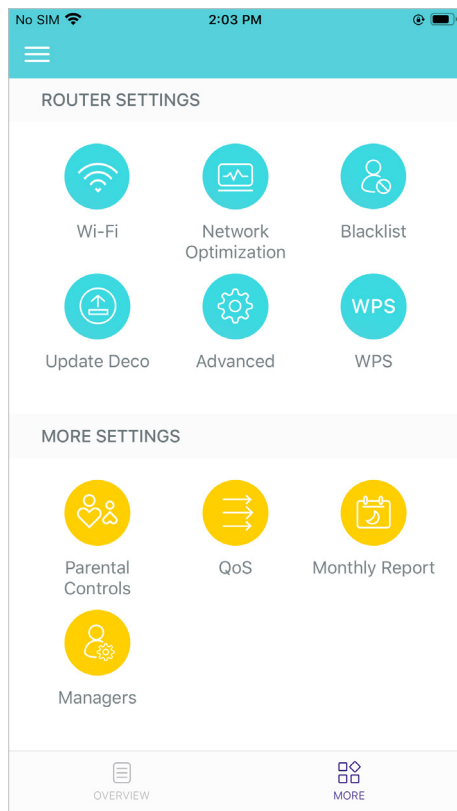 No SIM 2:03 PM
ROUTER SETTINGS
Wi-Fi
Network
Optimization
Blacklist
Update Deco
Advanced
WPS
WPS
MORE SETTINGS
Parental
Controls
QoS
Monthly Report
Managers
OVERVIEW
MORE